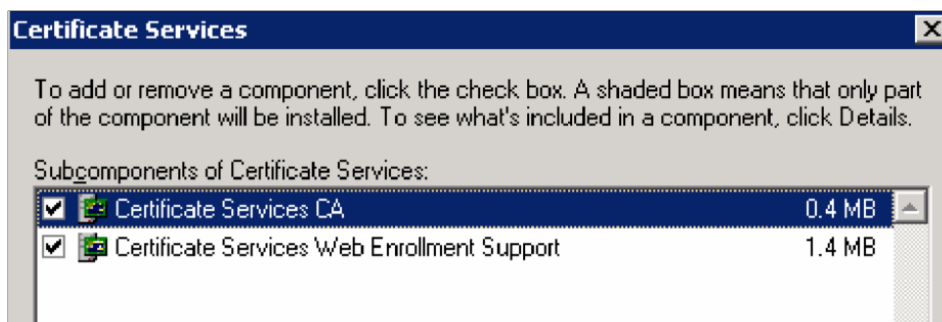 Certificate Services
To add or remove a component, click the check box. A shaded box means that only part
of the component will be installed. To see what's included in a component, click Details.
Subcomponents of Certificate Services:
Certificate Services CA 0.4 MB
Certificate Services Web Enrollment Support 1.4 MB